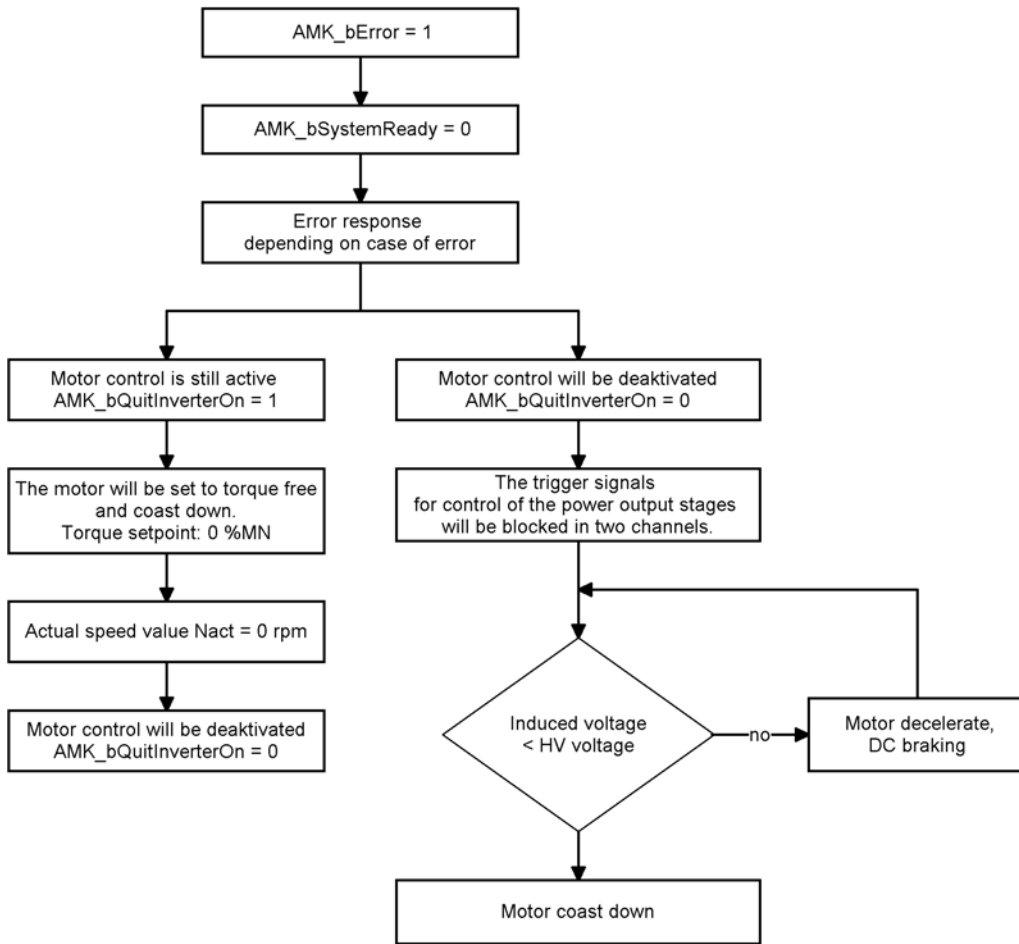 AMK_bError = 1
AMK_bSystemReady = 0
Error response
depending on case of error
Motor control is still active
AMK_bQuitInverterOn = 1
The motor will be set to torque free
and coast down.
Torque setpoint: 0 %MN
Actual speed value Nact = 0 rpm
Motor control will be deaktivated
AMK_bQuitInverterOn = 0
Motor control will be deaktivated
AMK_bQuitInverterOn = 0
The trigger signals
for control of the power output stages
will be blocked in two channels.
Induced voltage
< HV voltage
no
Motor decelerate,
DC braking
Motor coast down